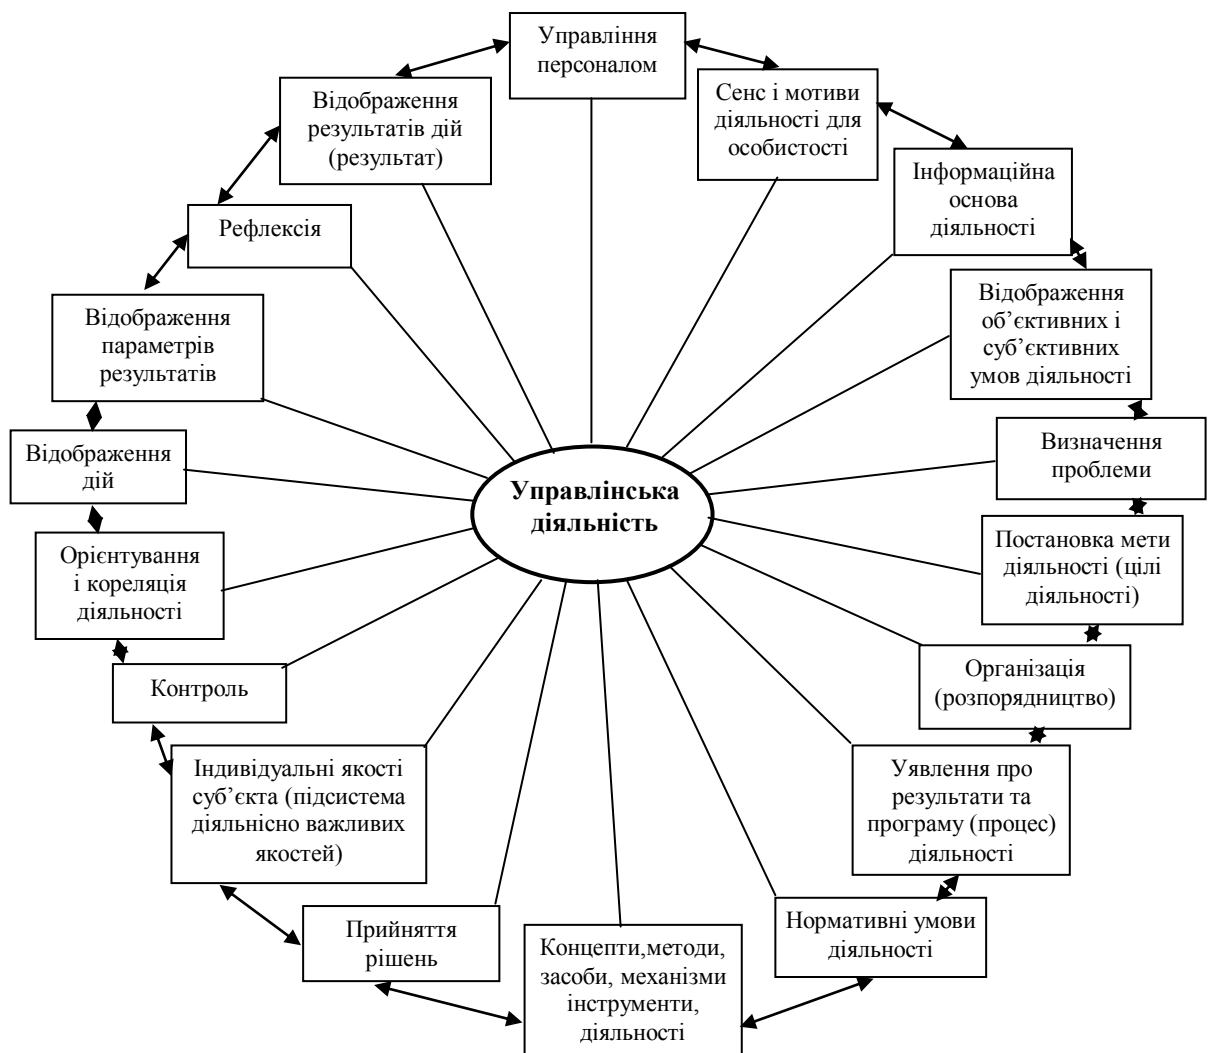 Управління
персоналом
Сенс і мотиви
діяльності для
особистості
Інформаційна
основа
діяльності
Відображення
об’єктивних і
суб’єктивних
умов діяльності
Визначення
проблеми
Постановка мети
діяльності (цілі
діяльності)
Організація
(розпорядництво)
Уявлення про
результати та
програму (процес)
діяльності
Нормативні умови
діяльності
Концепти,методи,
засоби, механізми
інструменти,
діяльності
Прийняття
рішень
Індивідуальні якості
суб’єкта (підсистема
діяльнісно важливих
якостей)
Контроль
Орієнтування
і кореляція
діяльності
Відображення
дій
Відображення
параметрів
результатів
Рефлексія
Відображення
результатів дій
(результат)
Управлінська
діяльність